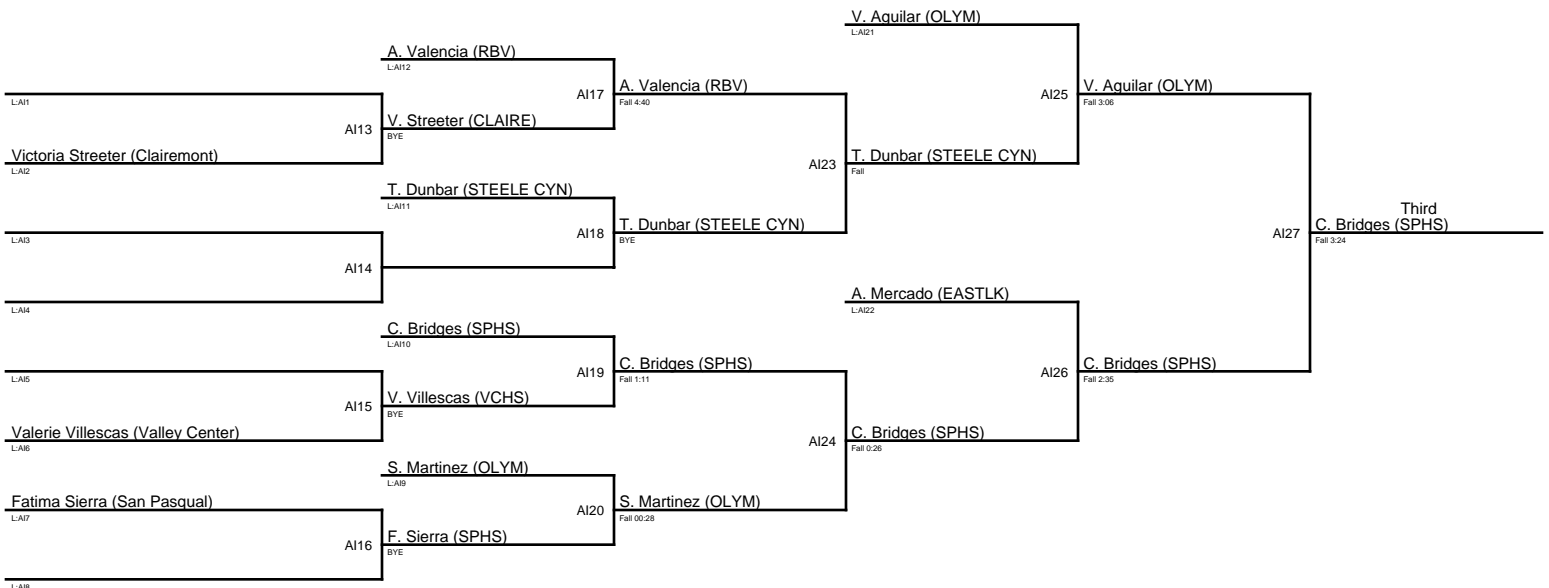 V. Aguilar (OLYM)
L:AI21
A. Valencia (RBV)
L:AI12
L:AI1
AI17
A. Valencia (RBV)
Fall 4:40
AI25
V. Aguilar (OLYM)
Fall 3:06
AI13
V. Streeter (CLAIRE)
BYE
Victoria Streeter (Clairemont)
L:AI2
AI23
T. Dunbar (STEELE CYN)
Fall
T. Dunbar (STEELE CYN)
L:AI11
L:AI3
AI18
T. Dunbar (STEELE CYN)
BYE
AI27
Third
C. Bridges (SPHS)
Fall 3:24
AI14
L:AI4
A. Mercado (EASTLK)
L:AI22
C. Bridges (SPHS)
L:AI10
L:AI5
AI19
C. Bridges (SPHS)
Fall 1:11
AI26
C. Bridges (SPHS)
Fall 2:35
AI15
V. Villescas (VCHS)
BYE
Valerie Villescas (Valley Center)
L:AI6
AI24
C. Bridges (SPHS)
Fall 0:26
S. Martinez (OLYM)
L:AI9
Fatima Sierra (San Pasqual)
L:AI7
AI20
S. Martinez (OLYM)
Fall 00:28
AI16
F. Sierra (SPHS)
BYE
L:AI8